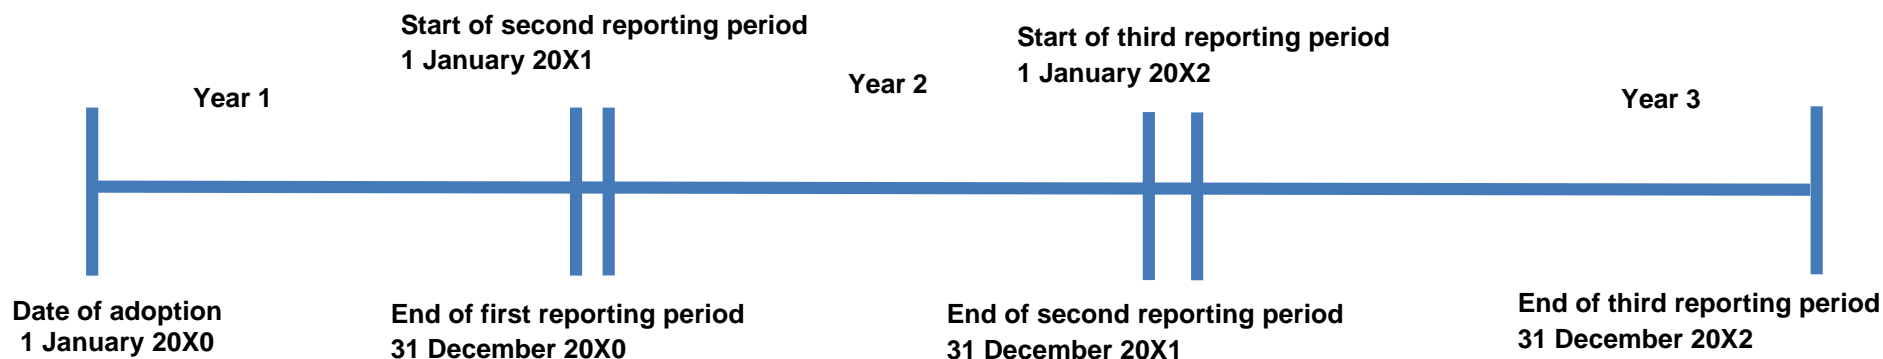 Start of second reporting period
1 January 20X1
Start of third reporting period
1 January 20X2
Year 1
Year 2
Year 3
Date of adoption
1 January 20X0
End of first reporting period
31 December 20X0
End of second reporting period
31 December 20X1
End of third reporting period
31 December 20X2